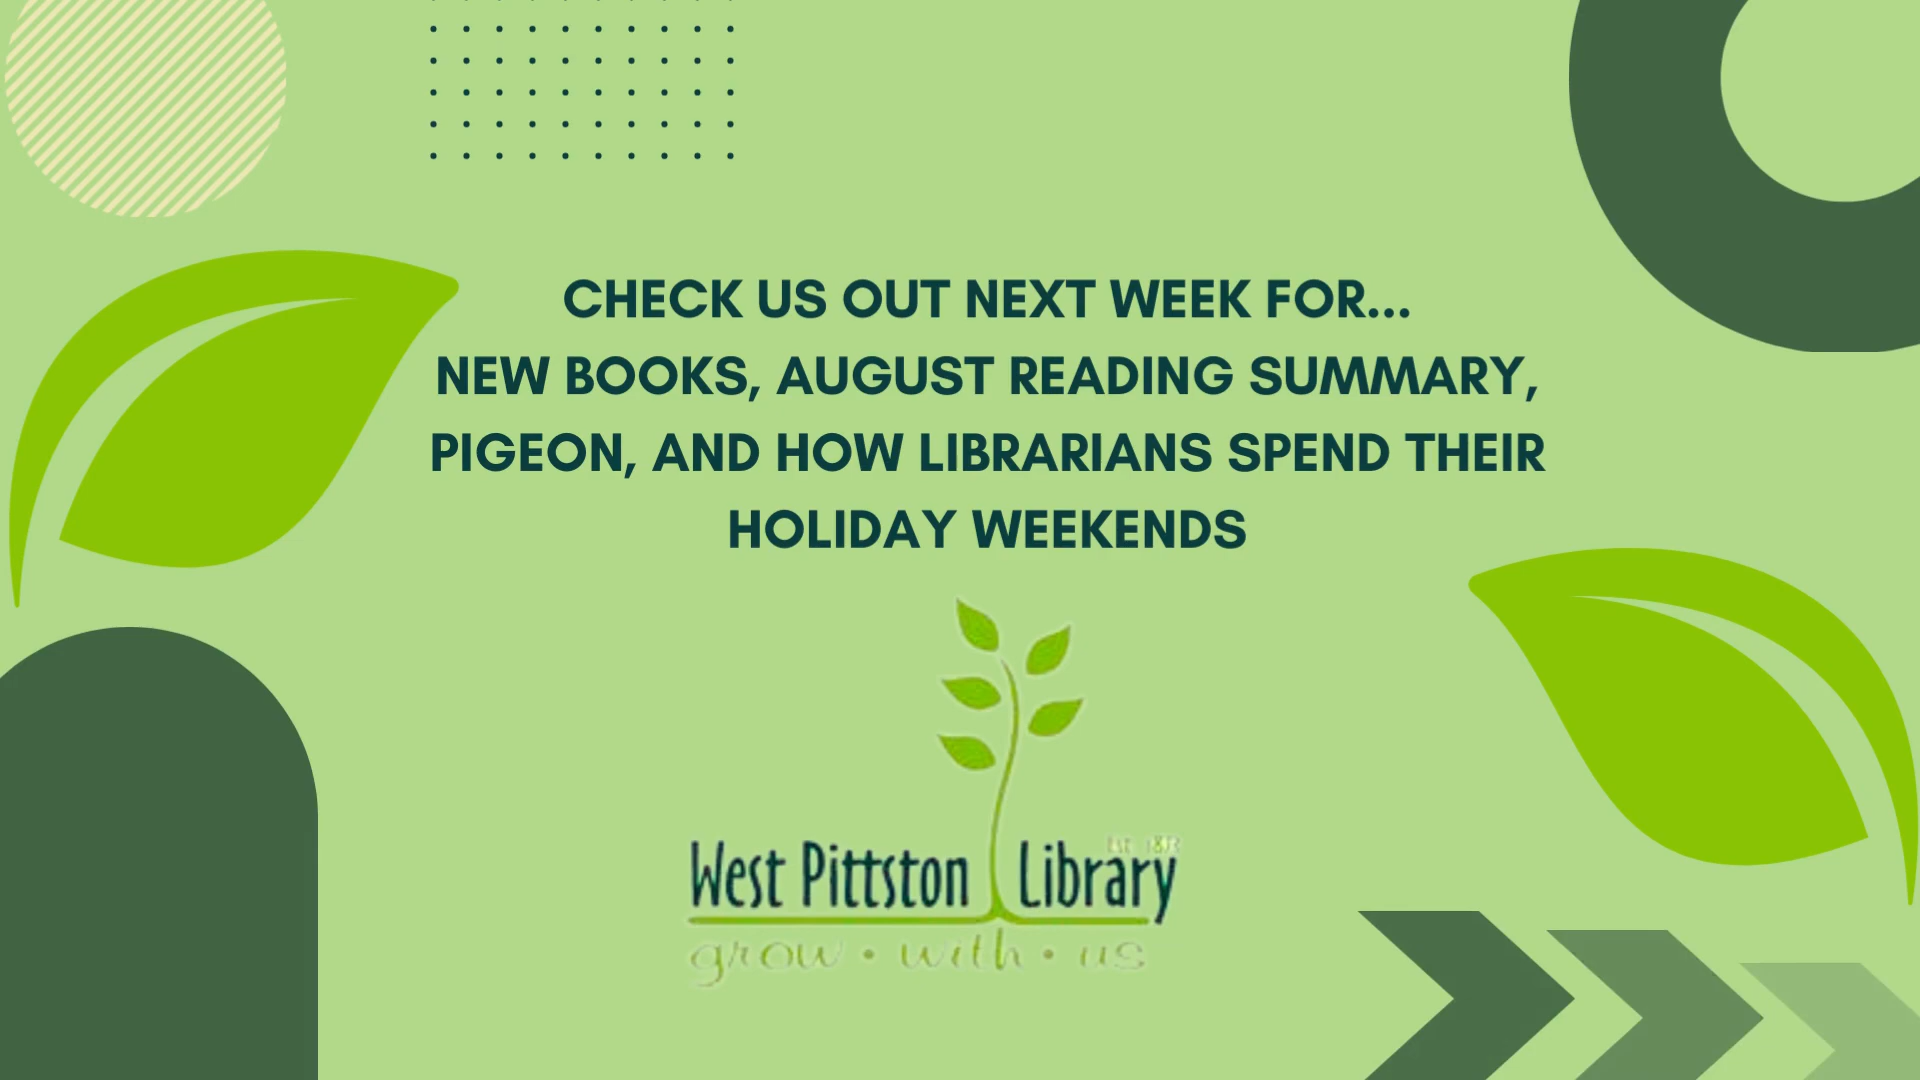 CHECK US OUT NEXT WEEK FOR...
NEW BOOKS, AUGUST READING SUMMARY,
PIGEON, AND HOW LIBRARIANS SPEND THEIR
HOLIDAY WEEKENDS
West Pittston Library
grow • with • us